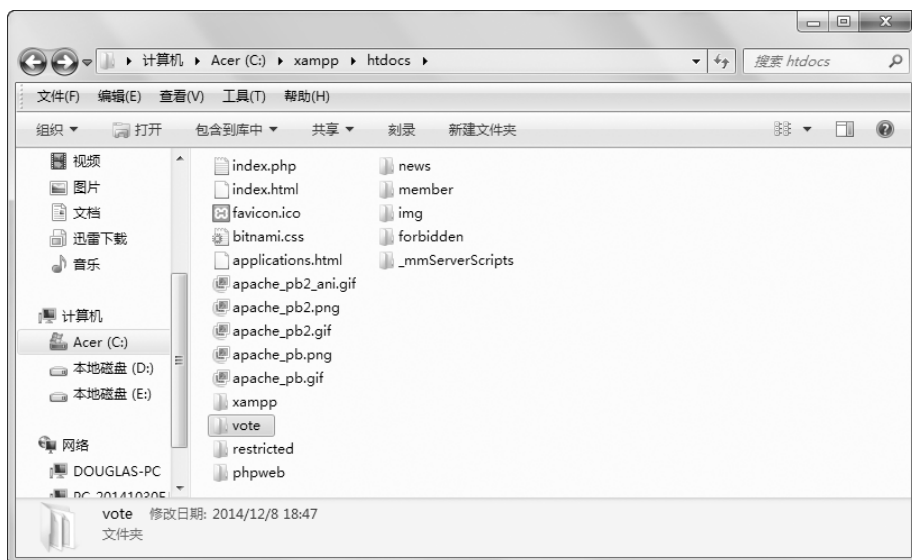 计算机 Acer (C:) xampp htdocs 搜索 htdocs
文件(F) 编辑(E) 查看(V) 工具(T) 帮助(H)
组织 打开 包含到库中 共享 刻录 新建文件夹
视频
图片
文档
迅雷下载
音乐
计算机
Acer (C:)
本地磁盘 (D:)
本地磁盘 (E:)
网络
DOUGLAS-PC
index.php
index.html
favicon.ico
bitnami.css
applications.html
apache_pb2_ani.gif
apache_pb2.png
apache_pb2.gif
apache_pb.png
apache_pb.gif
xampp
vote
restricted
phpweb
news
member
img
forbidden
_mmServerScripts
vote 修改日期: 2014/12/8 18:47
文件夹